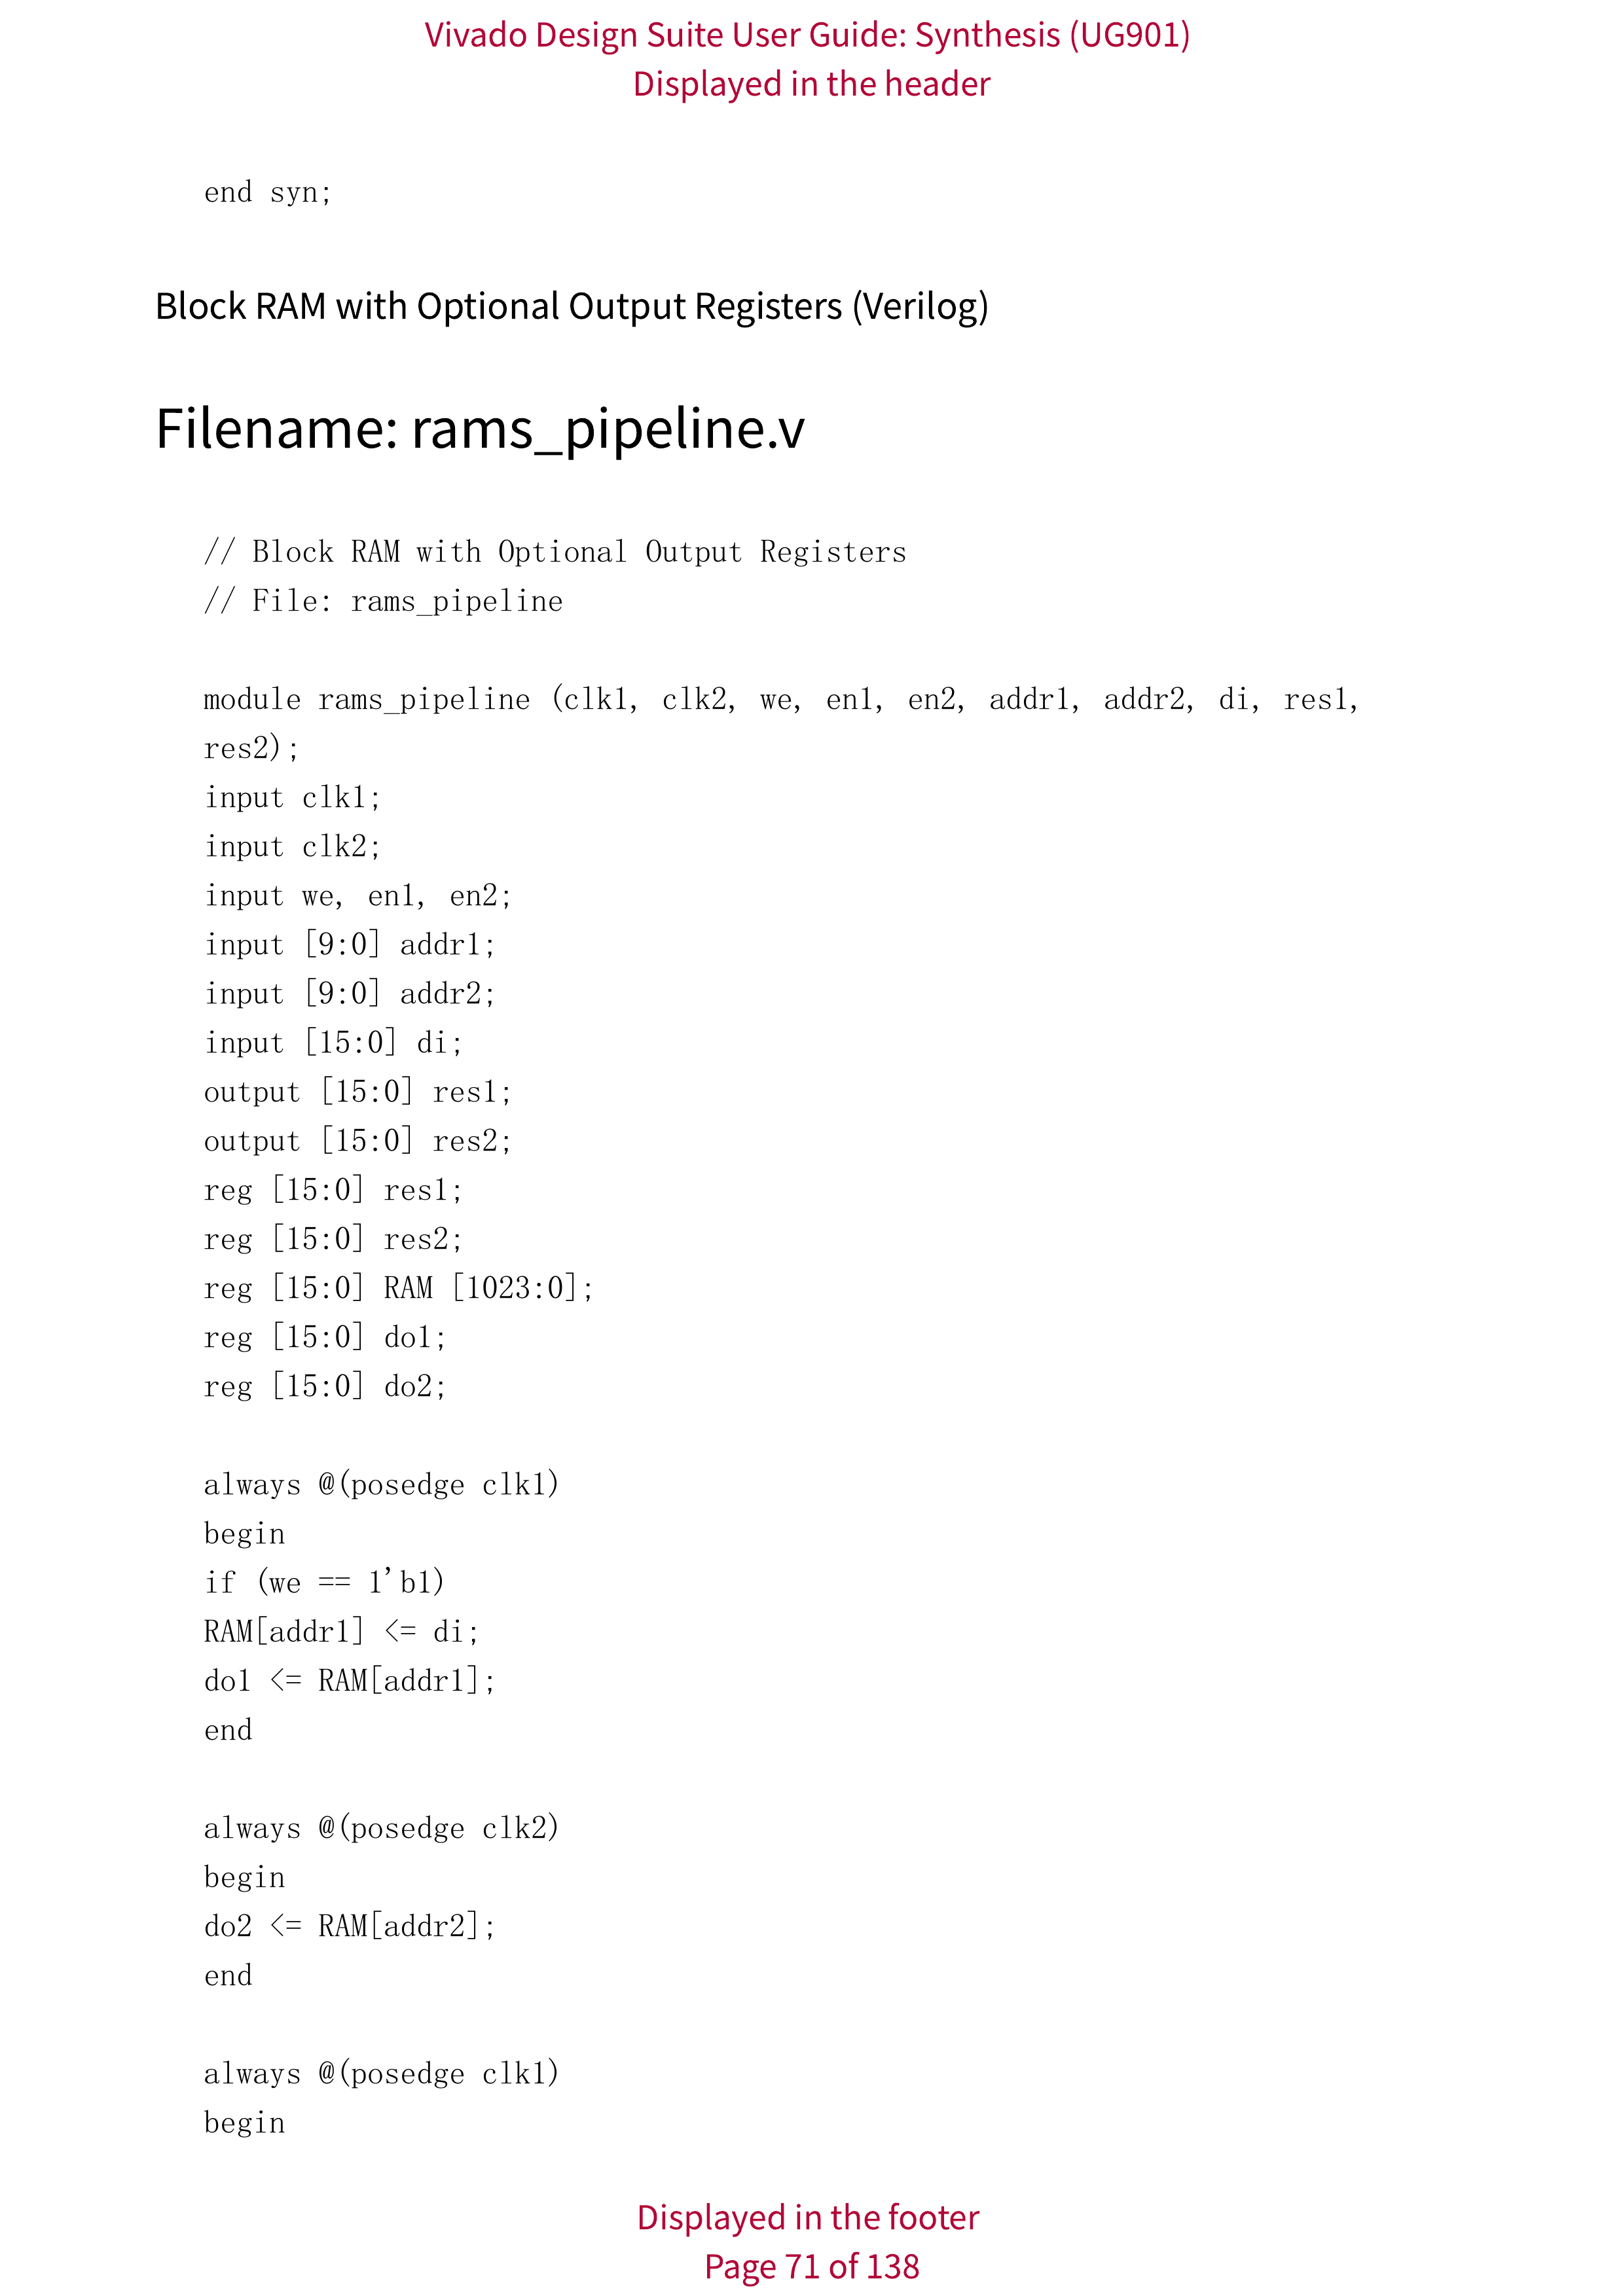 Vivado Design Suite User Guide: Synthesis (UG901)
Displayed in the header
end syn;
Block RAM with Optional Output Registers (Verilog)
Filename: rams_pipeline.v
// Block RAM with Optional Output Registers
// File: rams_pipeline
module rams_pipeline (clk1, clk2, we, en1, en2, addr1, addr2, di, res1,
res2);
input clk1;
input clk2;
input we, en1, en2;
input [9:0] addr1;
input [9:0] addr2;
input [15:0] di;
output [15:0] res1;
output [15:0] res2;
reg [15:0] res1;
reg [15:0] res2;
reg [15:0] RAM [1023:0];
reg [15:0] do1;
reg [15:0] do2;
always @(posedge clk1)
begin
if (we == 1'b1)
RAM[addr1] <= di;
do1 <= RAM[addr1];
end
always @(posedge clk2)
begin
do2 <= RAM[addr2];
end
always @(posedge clk1)
begin
Displayed in the footer
Page 71 of 138